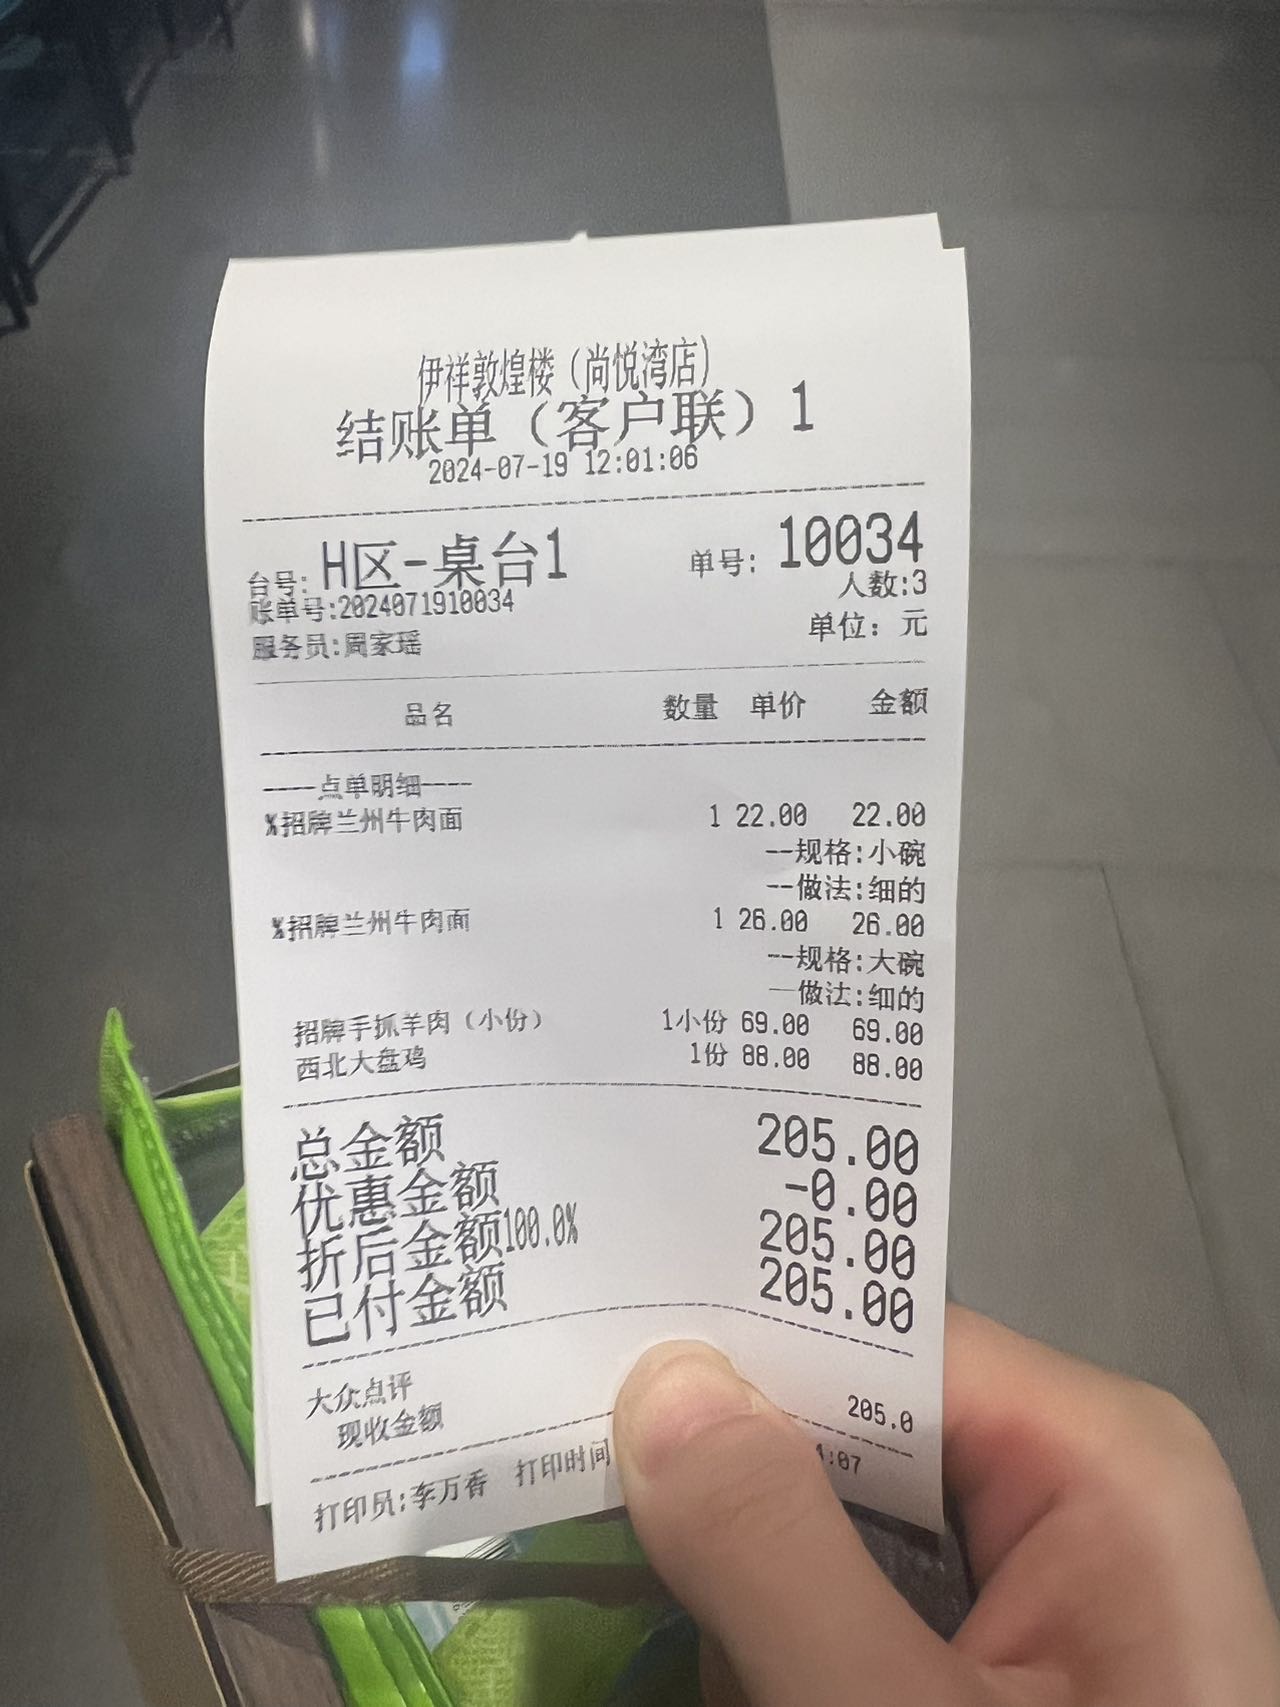 伊祥敦煌楼（尚悦湾店）
结账单（客户联）1
2024-07-19 12:01:06
台号: H区-桌台1 单号: 10034
账单号:2024071910034 人数:3
服务员:周家瑶 单位: 元
品名 数量 单价 金额
----点单明细----
%招牌兰州牛肉面 1 22.00 22.00
--规格:小碗
--做法:细的
%招牌兰州牛肉面 1 26.00 26.00
--规格:大碗
--做法:细的
招牌手抓羊肉（小份） 1小份 69.00 69.00
西北大盘鸡 1份 88.00 88.00
总金额 205.00
优惠金额 -0.00
折后金额100.0% 205.00
已付金额 205.00
大众点评
现收金额 205.0
打印员:李万香 打印时间 :07